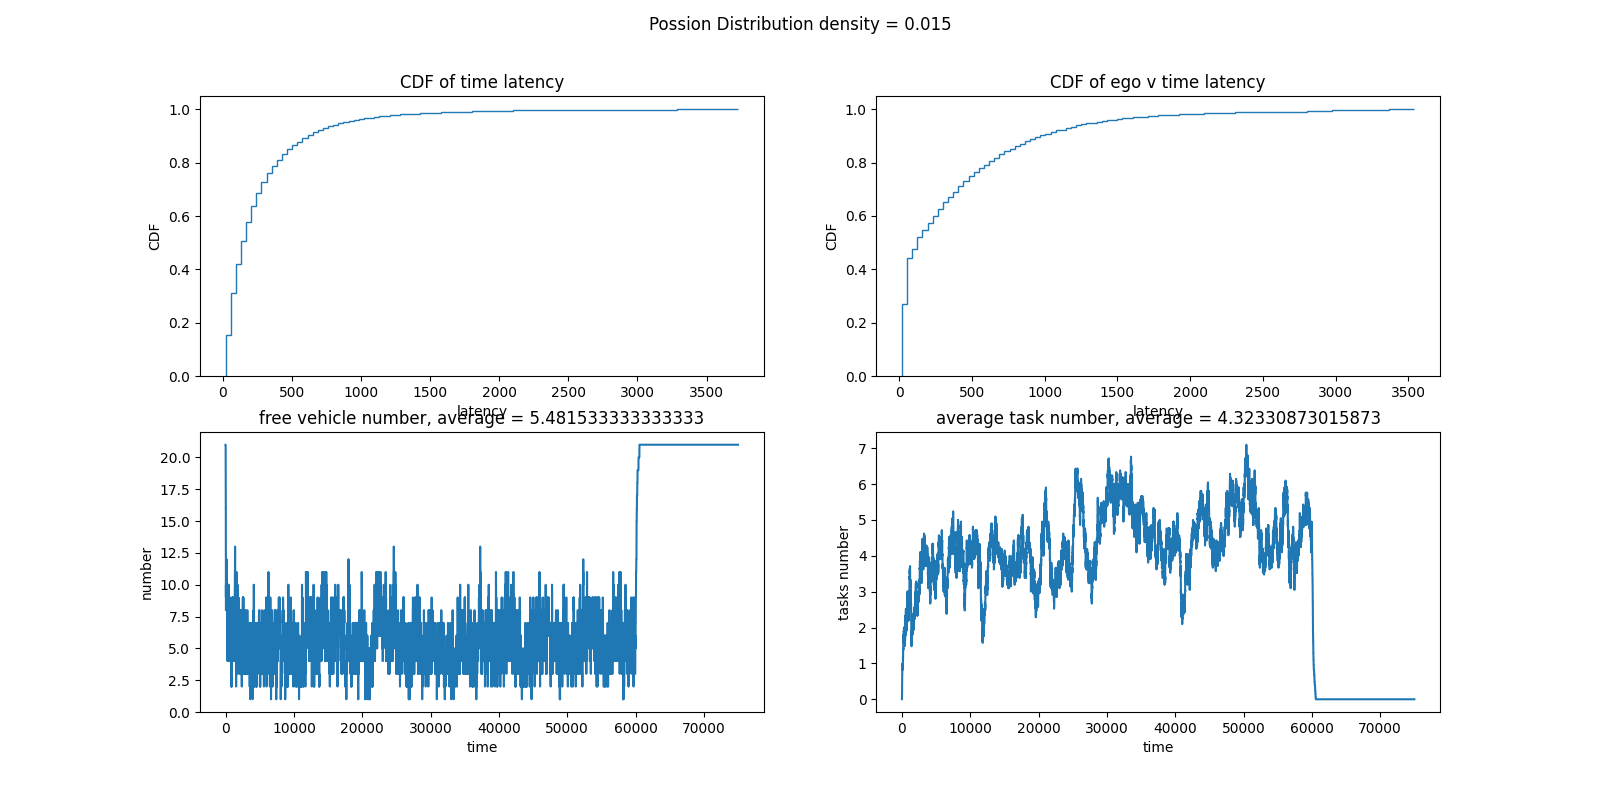 Possion Distribution density = 0.015
CDF of time latency
CDF
1.0
0.8
0.6
0.4
0.2
0.0
0 500 1000 1500 2000 2500 3000 3500
latency
CDF of ego v time latency
CDF
1.0
0.8
0.6
0.4
0.2
0.0
0 500 1000 1500 2000 2500 3000 3500
latency
free vehicle number, average = 5.481533333333333
number
20.0
17.5
15.0
12.5
10.0
7.5
5.0
2.5
0.0
0 10000 20000 30000 40000 50000 60000 70000
time
average task number, average = 4.32330873015873
tasks number
7
6
5
4
3
2
1
0
0 10000 20000 30000 40000 50000 60000 70000
time